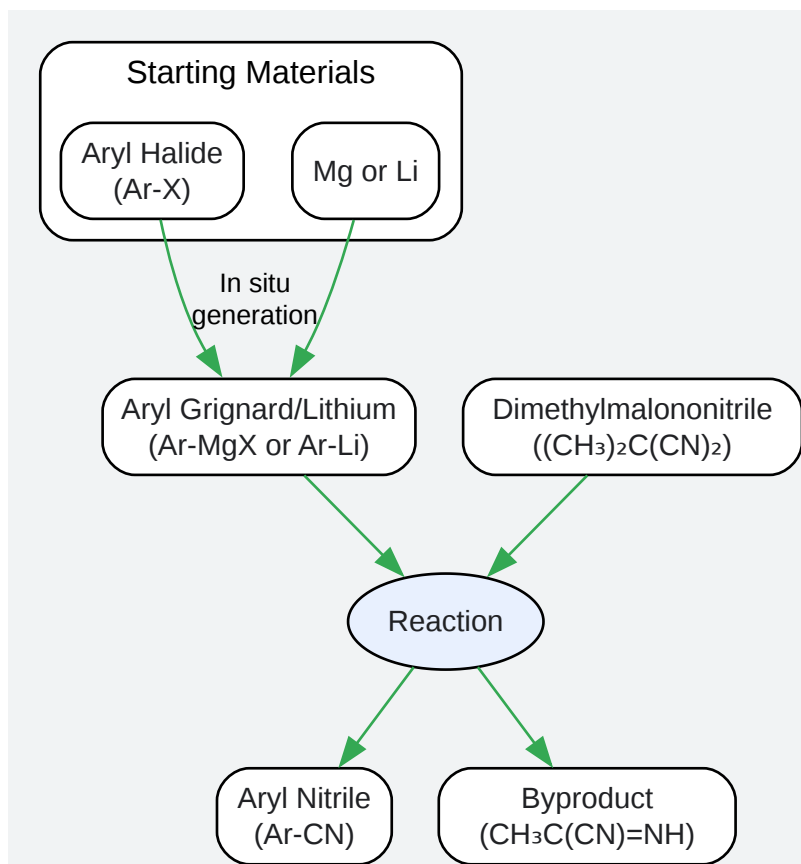 Starting Materials
Aryl Halide
(Ar-X)
Mg or Li
In situ
generation
Aryl Grignard/Lithium
(Ar-MgX or Ar-Li)
Dimethylmalononitrile
((CH₃)₂C(CN)₂)
Reaction
Aryl Nitrile
(Ar-CN)
Byproduct
(CH₃C(CN)=NH)